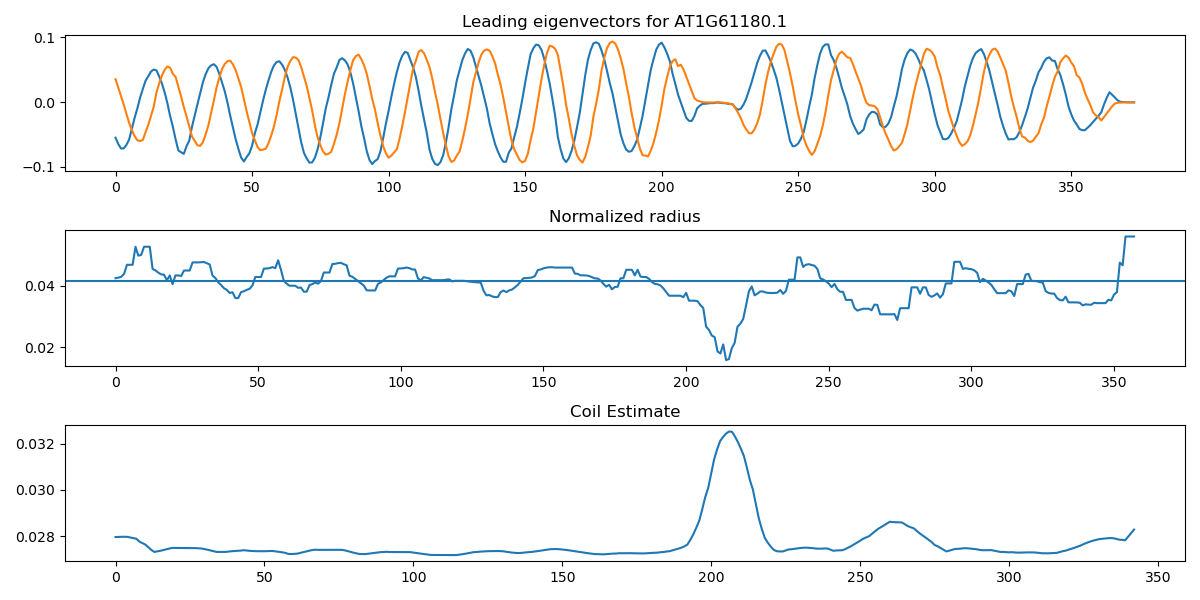 Leading eigenvectors for AT1G61180.1
0.1
0.0
−0.1
0 50 100 150 200 250 300 350
Normalized radius
0.04
0.02
0 50 100 150 200 250 300 350
Coil Estimate
0.032
0.030
0.028
0 50 100 150 200 250 300 350